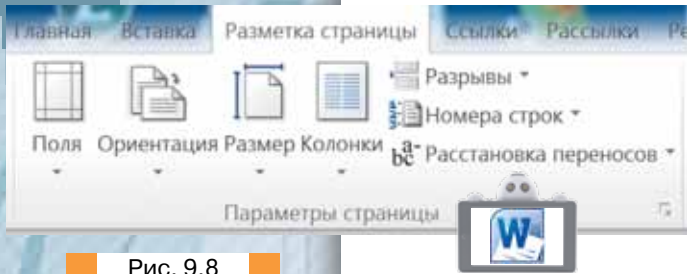 Главная Вставка Разметка страницы Ссылки Рассылки Ре
Разрывы
Номера строк
Поля Ориентация Размер Колонки
Расстановка переносов
Параметры страницы
W
Рис. 9.8